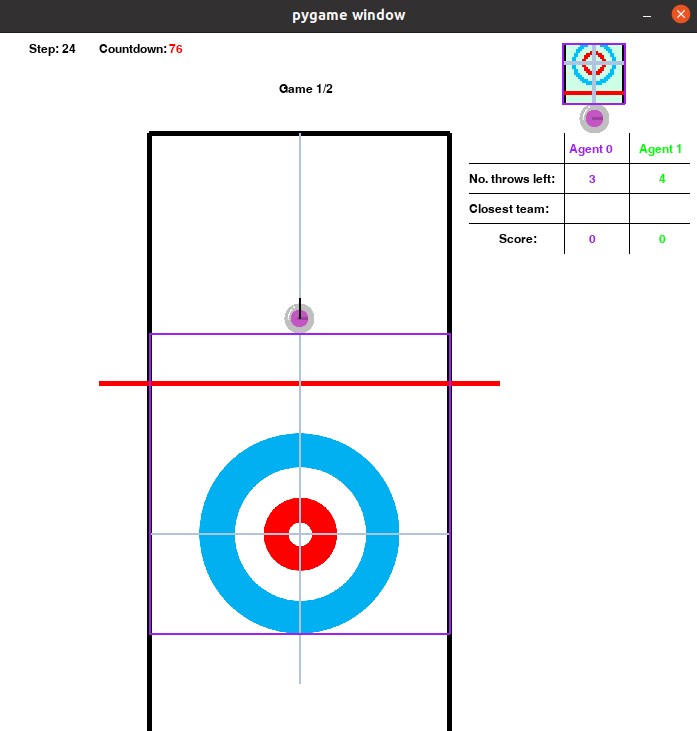 pygame window
Step: 24 Countdown: 76
Game 1/2
Agent 0 Agent 1
No. throws left: 3 4
Closest team:
Score: 0 0